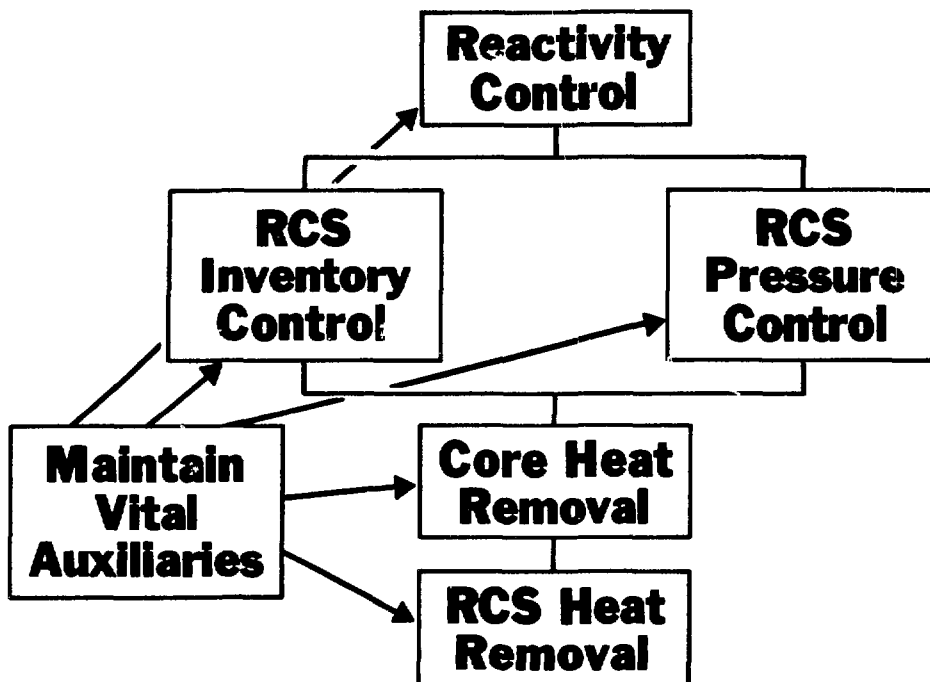 Reactivity
Control
RCS
Inventory
Control
RCS
Pressure
Control
Maintain
Vital
Auxiliaries
Core Heat
Removal
RCS Heat
Removal